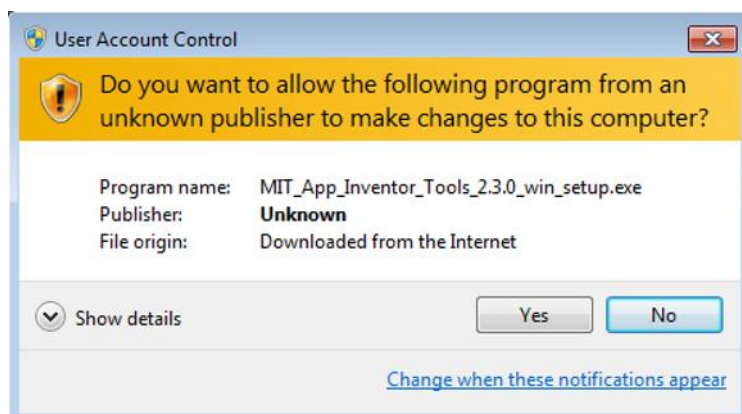 User Account Control
Do you want to allow the following program from an
unknown publisher to make changes to this computer?
Program name: MIT_App_Inventor_Tools_2.3.0_win_setup.exe
Publisher: Unknown
File origin: Downloaded from the Internet
Show details
Yes No
Change when these notifications appear